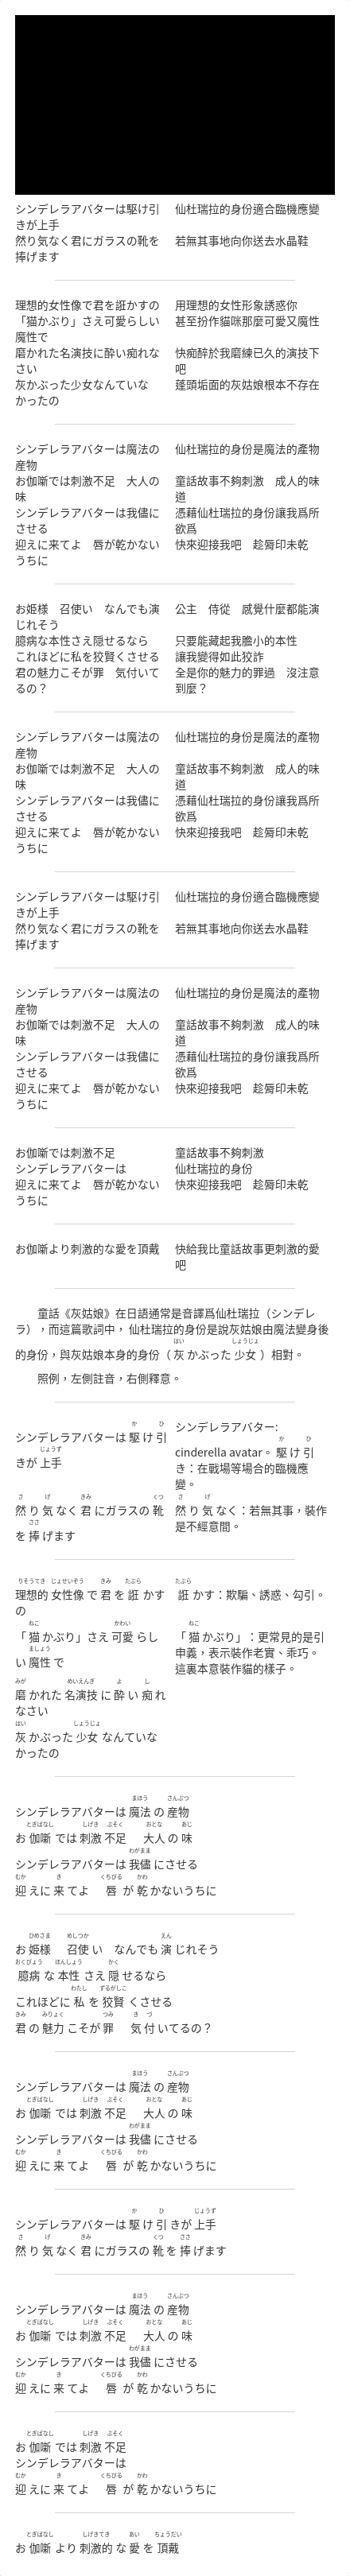 シンデレラアバターは駆け引
きが上手
仙杜瑞拉的身份適合臨機應變
然り気なく君にガラスの靴を
捧げます
若無其事地向你送去水晶鞋
理想的女性像で君を誑かすの
用理想的女性形象誘惑你
「猫かぶり」さえ可愛らしい
魔性で
甚至扮作貓咪那麼可愛又魔性
磨かれた名演技に酔い痴れな
さい
快痴醉於我磨練已久的演技下
吧
灰かぶった少女なんていな
かったの
蓬頭垢面的灰姑娘根本不存在
シンデレラアバターは魔法の
産物
仙杜瑞拉的身份是魔法的產物
お伽噺では刺激不足　大人の
味
童話故事不夠刺激　成人的味
道
シンデレラアバターは我儘に
させる
憑藉仙杜瑞拉的身份讓我爲所
欲爲
迎えに来てよ　唇が乾かない
うちに
快來迎接我吧　趁脣印未乾
お姫様　召使い　なんでも演
じれそう
公主　侍從　感覺什麼都能演
臆病な本性さえ隠せるなら
只要能藏起我膽小的本性
これほどに私を狡賢くさせる
讓我變得如此狡詐
君の魅力こそが罪　気付いて
るの？
全是你的魅力的罪過　沒注意
到麼？
シンデレラアバターは魔法の
産物
仙杜瑞拉的身份是魔法的產物
お伽噺では刺激不足　大人の
味
童話故事不夠刺激　成人的味
道
シンデレラアバターは我儘に
させる
憑藉仙杜瑞拉的身份讓我爲所
欲爲
迎えに来てよ　唇が乾かない
うちに
快來迎接我吧　趁脣印未乾
シンデレラアバターは駆け引
きが上手
仙杜瑞拉的身份適合臨機應變
然り気なく君にガラスの靴を
捧げます
若無其事地向你送去水晶鞋
シンデレラアバターは魔法の
産物
仙杜瑞拉的身份是魔法的產物
お伽噺では刺激不足　大人の
味
童話故事不夠刺激　成人的味
道
シンデレラアバターは我儘に
させる
憑藉仙杜瑞拉的身份讓我爲所
欲爲
迎えに来てよ　唇が乾かない
うちに
快來迎接我吧　趁脣印未乾
お伽噺では刺激不足
童話故事不夠刺激
シンデレラアバターは
仙杜瑞拉的身份
迎えに来てよ　唇が乾かない
うちに
快來迎接我吧　趁脣印未乾
お伽噺より刺激的な愛を頂戴
快給我比童話故事更刺激的愛
吧
童話《灰姑娘》在日語通常是音譯爲仙杜瑞拉（シンデレ
ラ），而這篇歌詞中， 仙杜瑞拉的身份是說灰姑娘由魔法變身後
はい しょうじょ
的身份，與灰姑娘本身的身份（ 灰 かぶった 少女 ）相對。
照例，左側註音，右側釋意。
か ひ
シンデレラアバターは 駆 け 引
じょうず
きが 上手
シンデレラアバター:
cinderella avatar。 駆 け 引
か ひ
き：在戰場等場合的臨機應
變。
さ げ きみ くつ
然 り 気 なく 君 にガラスの 靴
ささ
を 捧 げます
さ げ
然 り 気 なく：若無其事，裝作
是不經意間。
りそうてき じょせいぞう きみ たぶら
理想的 女性像 で 君 を 誑 かす
の
たぶら
誑 かす：欺騙、誘惑、勾引。
ねこ かわい
「 猫 かぶり」さえ 可愛 らし
ましょう
い 魔性 で
ねこ
「 猫 かぶり」：更常見的是引
申義，表示裝作老實、乖巧。
這裏本意裝作貓的樣子。
みが めいえんぎ よ し
磨 かれた 名演技 に 酔 い 痴 れ
なさい
はい しょうじょ
灰 かぶった 少女 なんていな
かったの
まほう さんぶつ
シンデレラアバターは 魔法 の 産物
とぎばなし しげき ぶそく おとな あじ
お 伽噺 では 刺激 不足　 大人 の 味
わがまま
シンデレラアバターは 我儘 にさせる
むか き くちびる かわ
迎 えに 来 てよ　 唇 が 乾 かないうちに
ひめさま めしつか えん
お 姫様　 召使 い　なんでも 演 じれそう
おくびょう ほんしょう かく
臆病 な 本性 さえ 隠 せるなら
わたし ずるがしこ
これほどに 私 を 狡賢 くさせる
きみ みりょく つみ き づ
君 の 魅力 こそが 罪　 気 付 いてるの？
まほう さんぶつ
シンデレラアバターは 魔法 の 産物
とぎばなし しげき ぶそく おとな あじ
お 伽噺 では 刺激 不足　 大人 の 味
わがまま
シンデレラアバターは 我儘 にさせる
むか き くちびる かわ
迎 えに 来 てよ　 唇 が 乾 かないうちに
か ひ じょうず
シンデレラアバターは 駆 け 引 きが 上手
さ げ きみ くつ ささ
然 り 気 なく 君 にガラスの 靴 を 捧 げます
まほう さんぶつ
シンデレラアバターは 魔法 の 産物
とぎばなし しげき ぶそく おとな あじ
お 伽噺 では 刺激 不足　 大人 の 味
わがまま
シンデレラアバターは 我儘 にさせる
むか き くちびる かわ
迎 えに 来 てよ　 唇 が 乾 かないうちに
とぎばなし しげき ぶそく
お 伽噺 では 刺激 不足
シンデレラアバターは
むか き くちびる かわ
迎 えに 来 てよ　 唇 が 乾 かないうちに
とぎばなし しげきてき あい ちょうだい
お 伽噺 より 刺激的 な 愛 を 頂戴